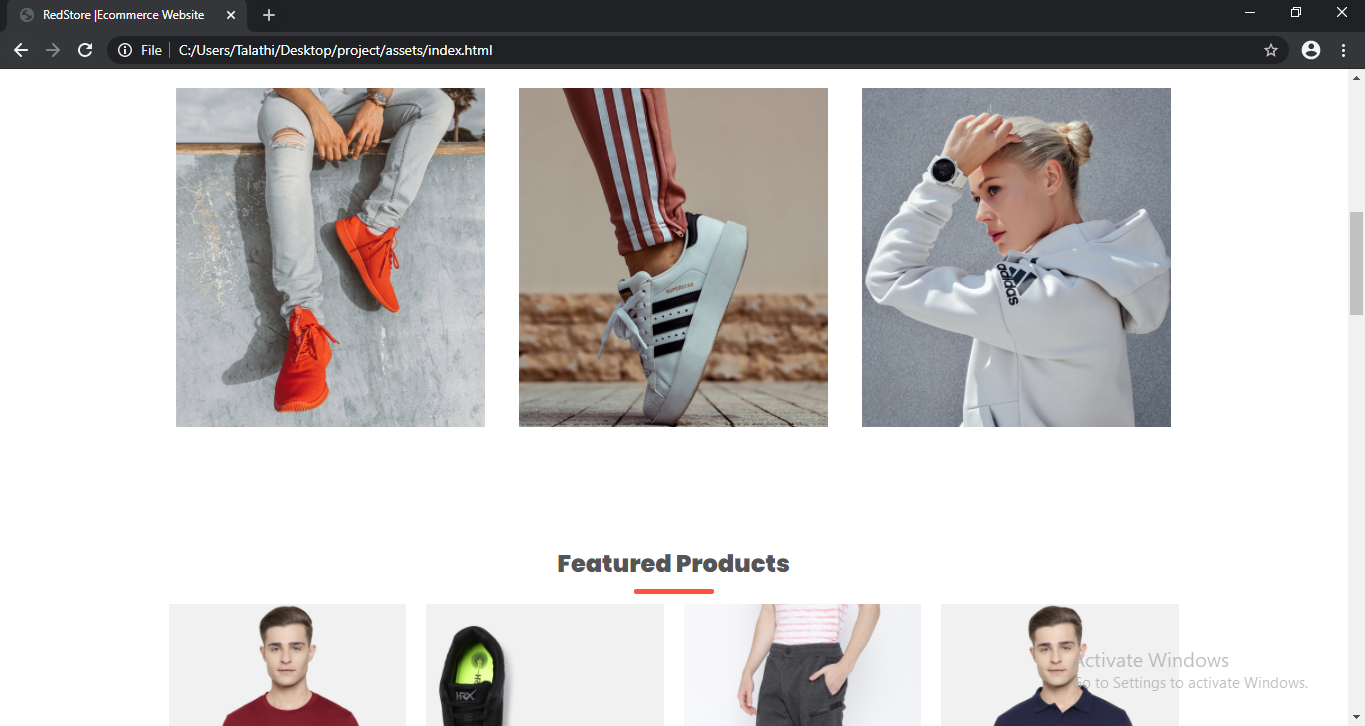 RedStore |Ecommerce Website
File
C:/Users/Talathi/Desktop/project/assets/index.html
SUPERSTAR
adidas
Featured Products
HRX
Activate Windows
Go to Settings to activate Windows.